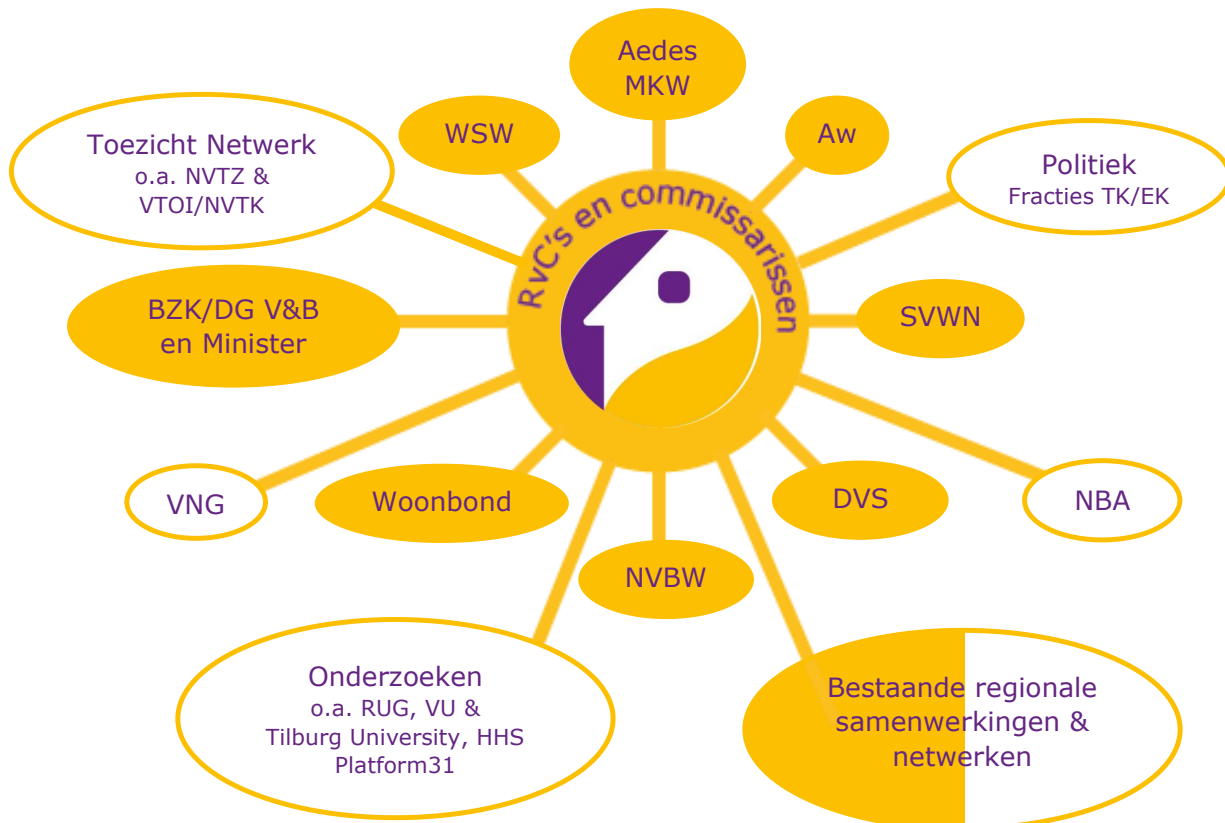 Aedes
MKW
WSW
Aw
Toezicht Netwerk
o.a. NVTZ &
VTOI/NVTK
Politiek
Fracties TK/EK
RvC's en commissarissen
BZK/DG V&B
en Minister
SVWN
VNG
Woonbond
DVS
NBA
NVBW
Onderzoeken
o.a. RUG, VU &
Tilburg University, HHS
Platform31
Bestaande regionale
samenwerkingen &
netwerken